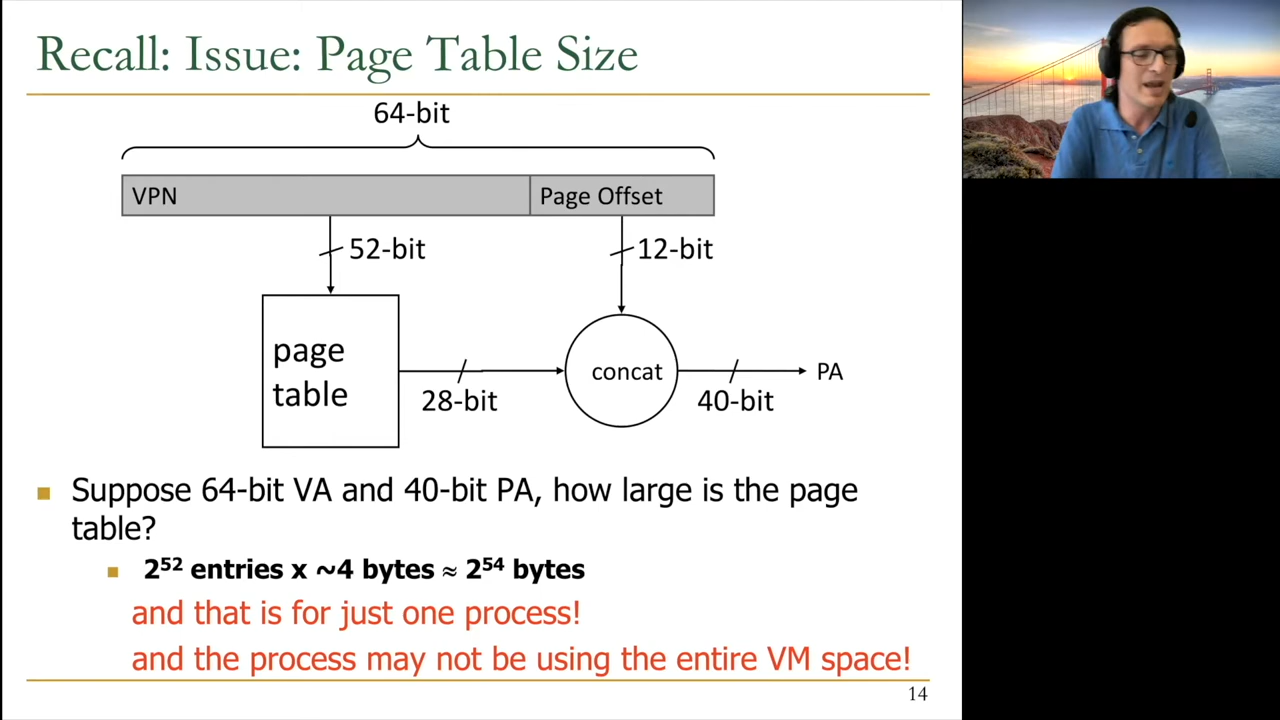 Recall: Issue: Page Table Size
64-bit
VPN
Page Offset
52-bit
12-bit
page
table
28-bit
concat
40-bit
PA
Suppose 64-bit VA and 40-bit PA, how large is the page
table?
2⁵² entries x ~4 bytes ≈ 2⁵⁴ bytes
and that is for just one process!
and the process may not be using the entire VM space!
14